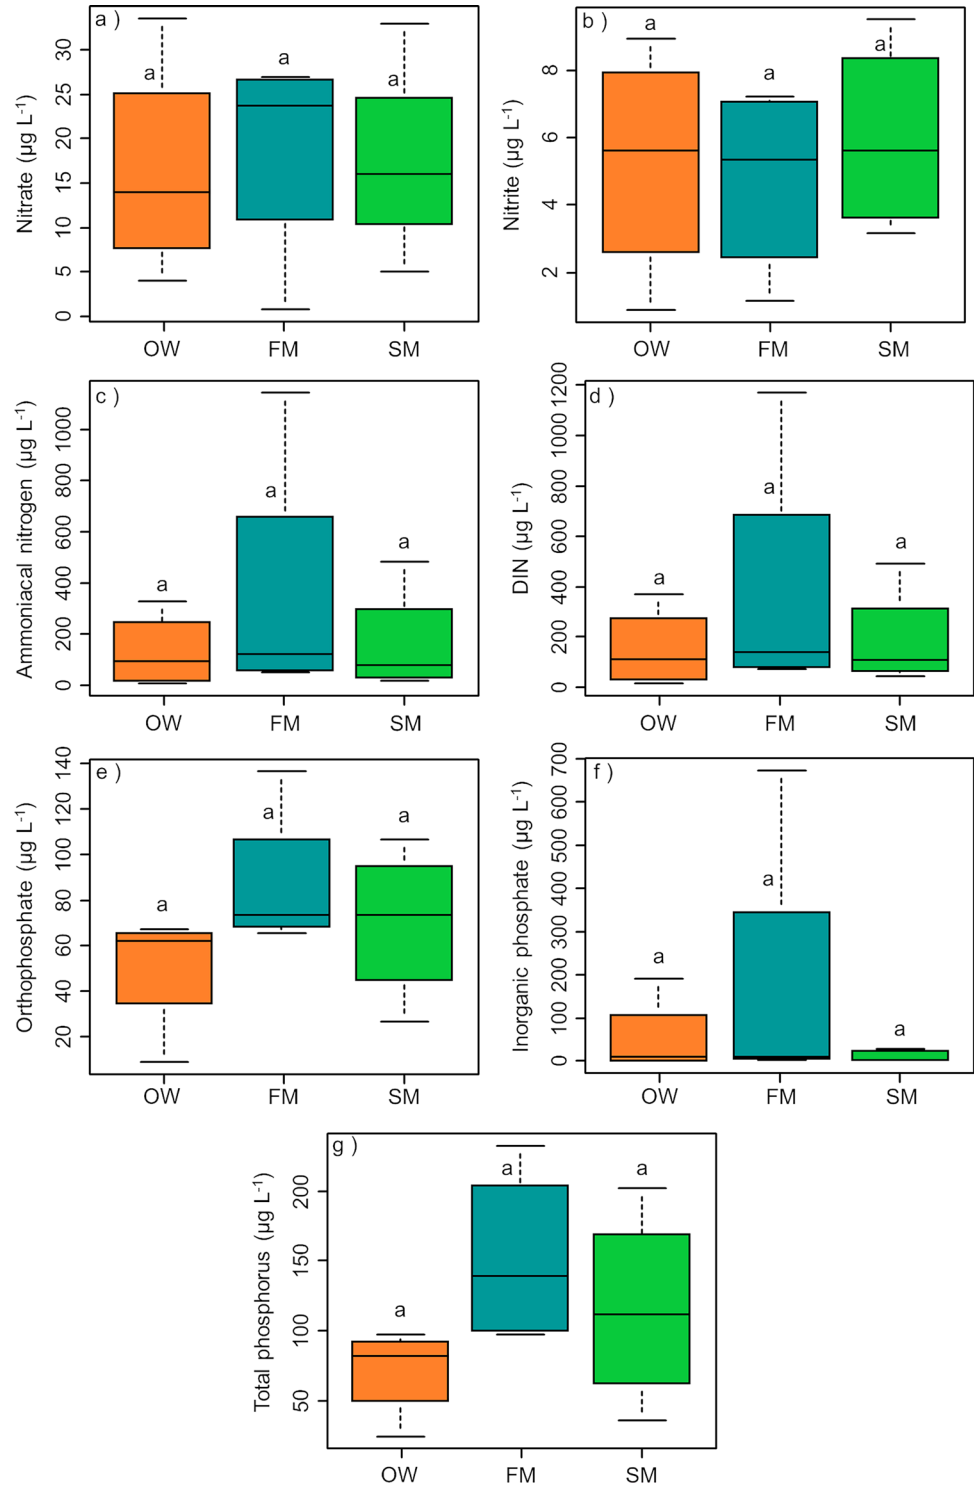 a )
Nitrate (µg L-1)
30
25
20
15
10
5
0
a
a
a
OW
FM
SM
b )
Nitrite (µg L-1)
8
6
4
2
a
a
a
OW
FM
SM
c )
Ammoniacal nitrogen (µg L-1)
1000
800
600
400
200
0
a
a
a
OW
FM
SM
d )
DIN (µg L-1)
1200
1000
800
600
400
200
0
a
a
a
OW
FM
SM
e )
Orthophosphate (µg L-1)
140
120
100
80
60
40
20
a
a
a
OW
FM
SM
f )
Inorganic phosphate (µg L-1)
700
600
500
400
300
200
100
0
a
a
a
OW
FM
SM
g )
Total phosphorus (µg L-1)
200
150
100
50
a
a
a
OW
FM
SM